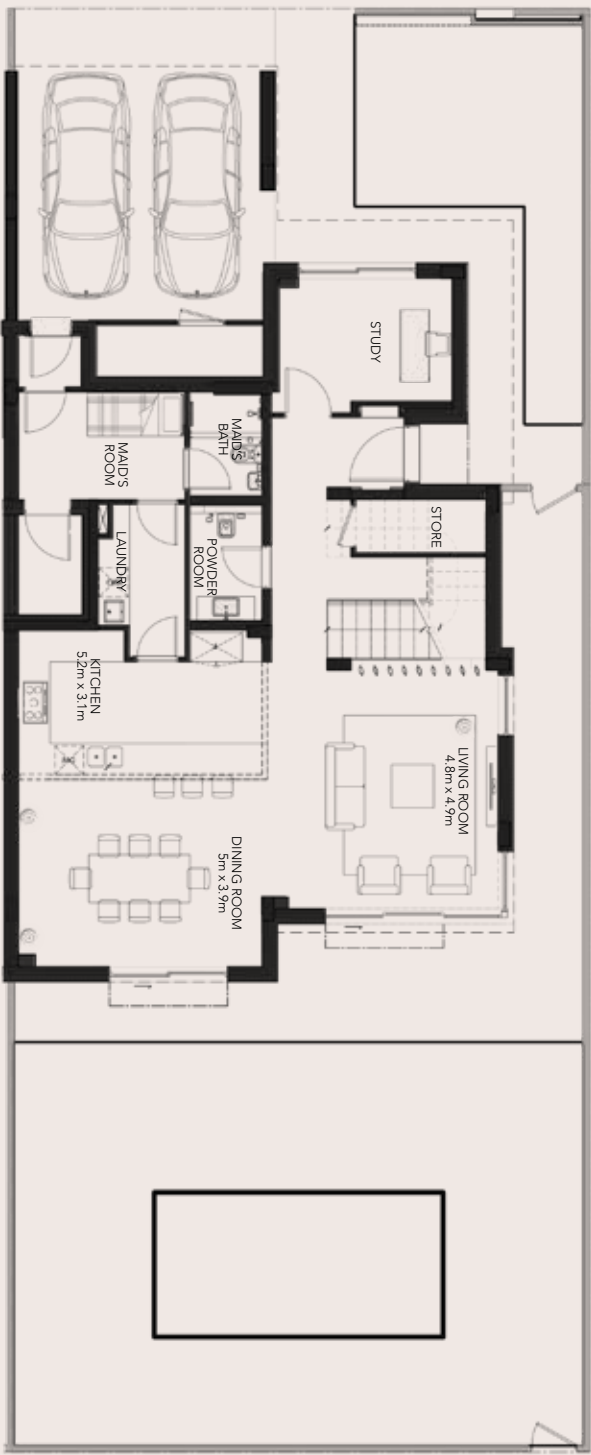 STUDY
MAID'S
BATH
MAID'S
ROOM
STORE
LAUNDRY
POWDER
ROOM
KITCHEN
5.2m x 3.1m
LIVING ROOM
4.8m x 4.9m
DINING ROOM
5m x 3.9m